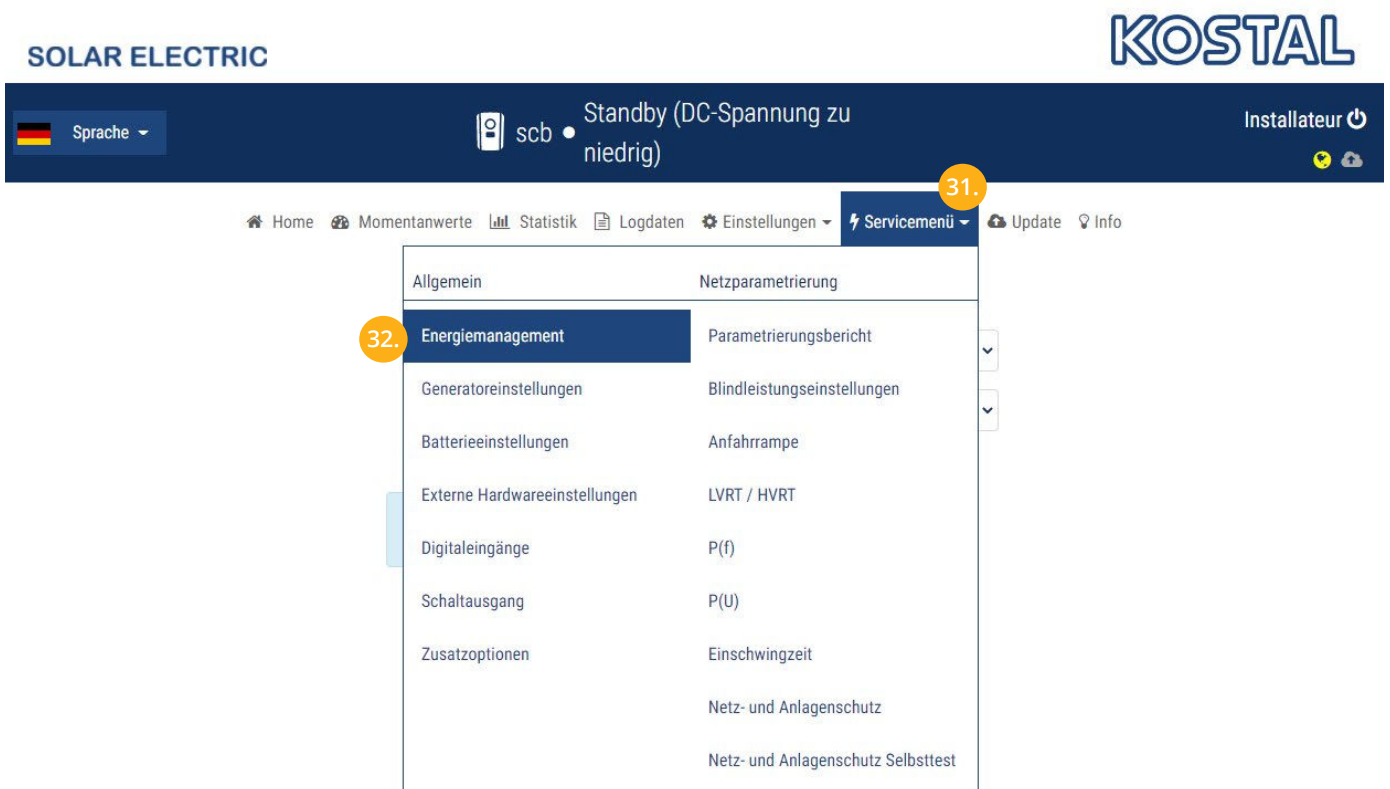 SOLAR ELECTRIC
KOSTAL
Sprache
scb
Standby (DC-Spannung zu
niedrig)
Installateur
31.
Home Momentanwerte Statistik Logdaten Einstellungen Servicemenü Update Info
Allgemein
Netzparametrierung
32.
Energiemanagement
Parametrierungsbericht
Generatoreinstellungen
Blindleistungseinstellungen
Batterieeinstellungen
Anfahrrampe
Externe Hardwareeinstellungen
LVRT / HVRT
Digitaleingänge
P(f)
Schaltausgang
P(U)
Zusatzoptionen
Einschwingzeit
Netz- und Anlagenschutz
Netz- und Anlagenschutz Selbsttest